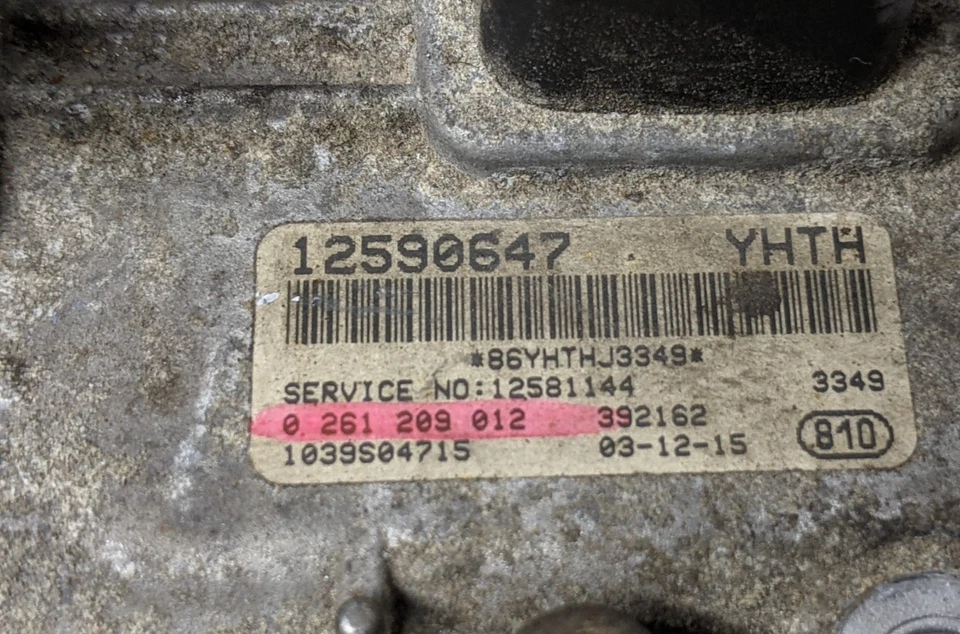 12590647 YHTH
*86YHTHJ3349*
SERVICE NO:12581144 3349
0 261 209 012 392162
1039S04715 03-12-15 810